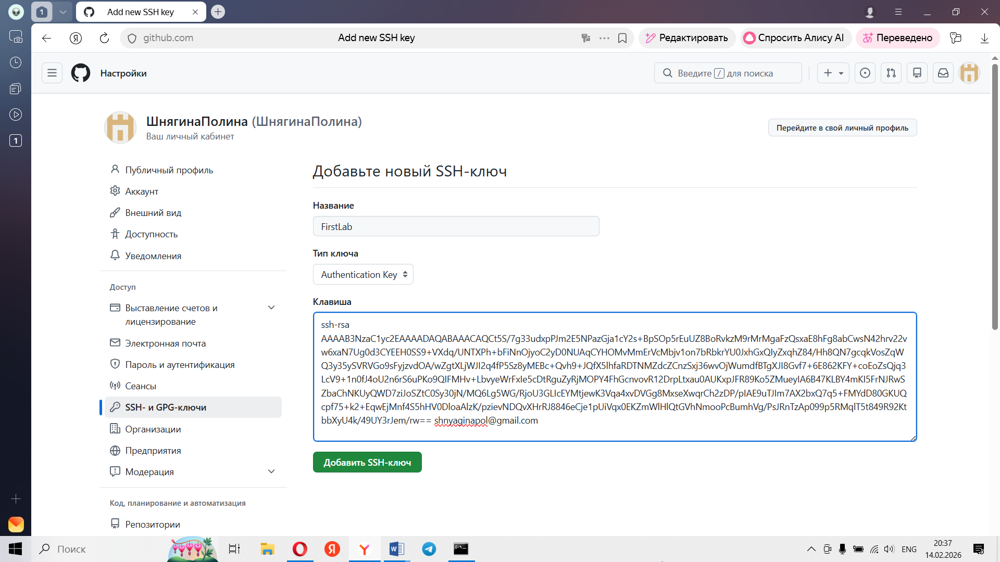 1
Add new SSH key
github.com
Add new SSH key
Редактировать
Спросить Алису AI
Переведено
Настройки
Введите / для поиска
ШнягинаПолина (ШнягинаПолина)
Ваш личный кабинет
Перейдите в свой личный профиль
1
Публичный профиль
Аккаунт
Внешний вид
Доступность
Уведомления
Доступ
Выставление счетов и
лицензирование
Электронная почта
Пароль и аутентификация
Сеансы
SSH- и GPG-ключи
Организации
Предприятия
Модерация
Код, планирование и автоматизация
Репозитории
Добавьте новый SSH-ключ
Название
FirstLab
Тип ключа
Authentication Key
Клавиша
ssh-rsa
AAAAB3NzaC1yc2EAAAADAQABAAACAQCt5S/7g33udxpPJm2E5NPazGja1cY2s+BpSOp5rEuUZ8BoRvkzM9rMrMgaFzQsxaE8hFg8abCwsN42hrv22v
w6xaN7Ug0d3CYEEH0SS9+VXdq/UNTXPh+bFiNnOjyoC2yD0NUAqCYHOMvMmErVcMbjv1on7bRbkrYU0JxhGxQIyZxqhZ84/Hh8QN7gcqkVosZqW
Q3y35ySVRVGo9sFyjzvdOA/wZgtXLjWJI2q4fP5Sz8yMEBc+Qvh9+JQfX5lhfaRDTNMZdcZCnzSxj36wvOjWumdfBTgXJI8Gvf7+6E862KFY+coEoZsQjq3
LcV9+1n0fJ4oU2n6rS6uPKo9QIFMHv+LbvyeWrFxIe5cDtRguZyRjMOPY4FhGcnvovR12DrpLtxau0AUKxpJFR89Ko5ZMueyIA6B47KLBY4mKI5FrNJRwS
ZbaChNKUyQWD7ziJoSZtC0Sy30jN/MQ6Lg5WG/RjoU3GLIcEYMtjewK3Vqa4xvDVGg8MxseXwqrCh2zDP/pIAE9uTJIm7AX2bxQ7q5+FMYdD80GKUQ
cpf75+k2+EqwEjMnf4S5hHV0DloaAlzK/pzievNDQvXHrRJ8846eCje1pUiVqx0EKZmWlHlQtGVhNmooPcBumhVg/PsJRnTzAp099p5RMqlT5t849R92Kt
bbXyU4k/49UY3rJem/rw== shnyaginapol@gmail.com
Добавить SSH-ключ
Поиск
ENG
20:37
14.02.2026